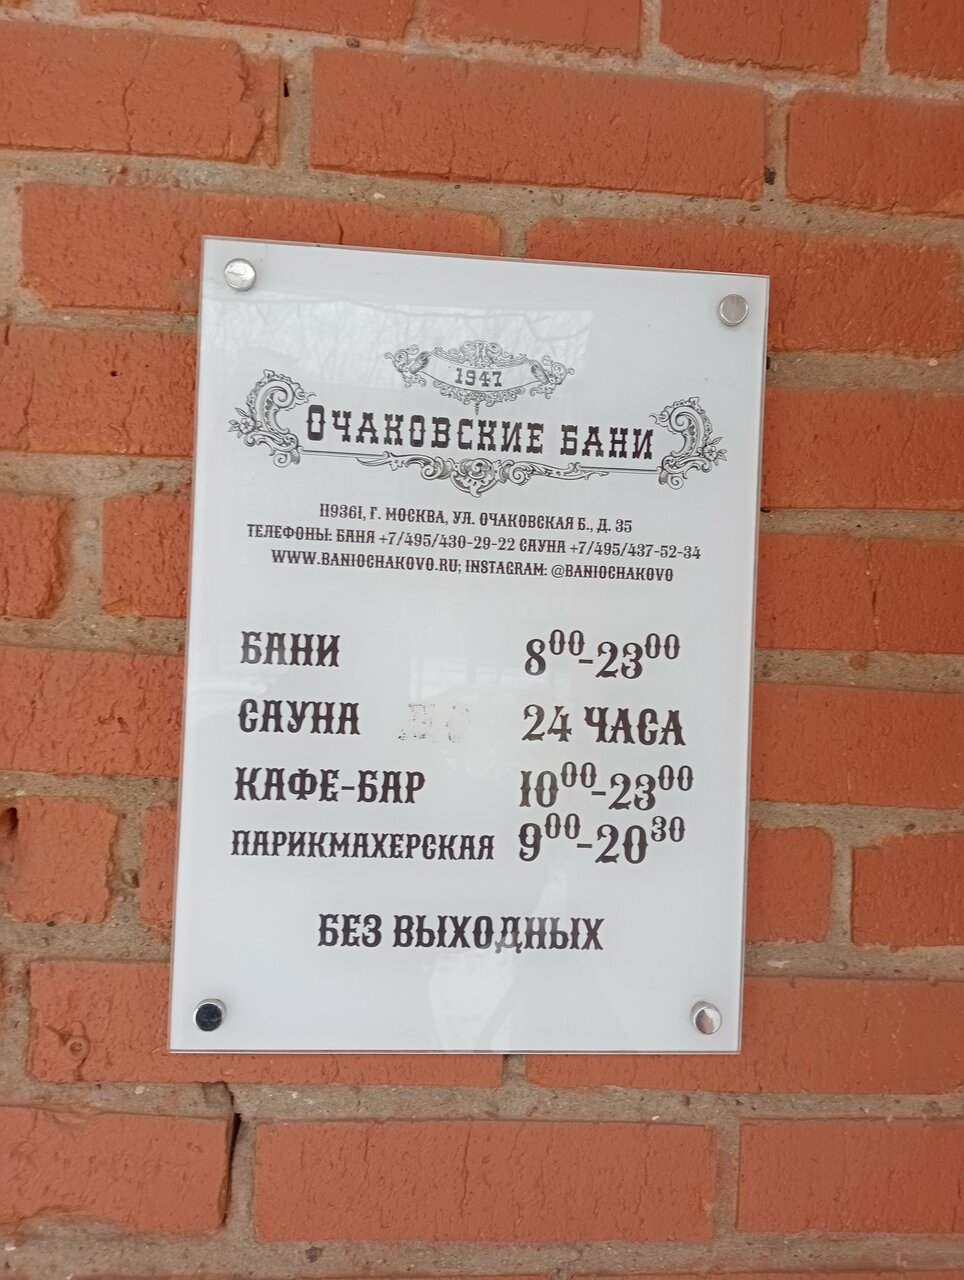 1947
ОЧАКОВСКИЕ БАНИ
119361, Г. МОСКВА, УЛ. ОЧАКОВСКАЯ Б., Д. 35
ТЕЛЕФОНЫ: БАНЯ +7/495/430-29-22 САУНА +7/495/437-52-34
WWW.BANIOCHAKOVO.RU; INSTAGRAM: @BANIOCHAKOVO
БАНИ 8⁰⁰-23⁰⁰
САУНА 24 ЧАСА
КАФЕ-БАР 10⁰⁰-23⁰⁰
ПАРИКМАХЕРСКАЯ 9⁰⁰-20³⁰
БЕЗ ВЫХОДНЫХ